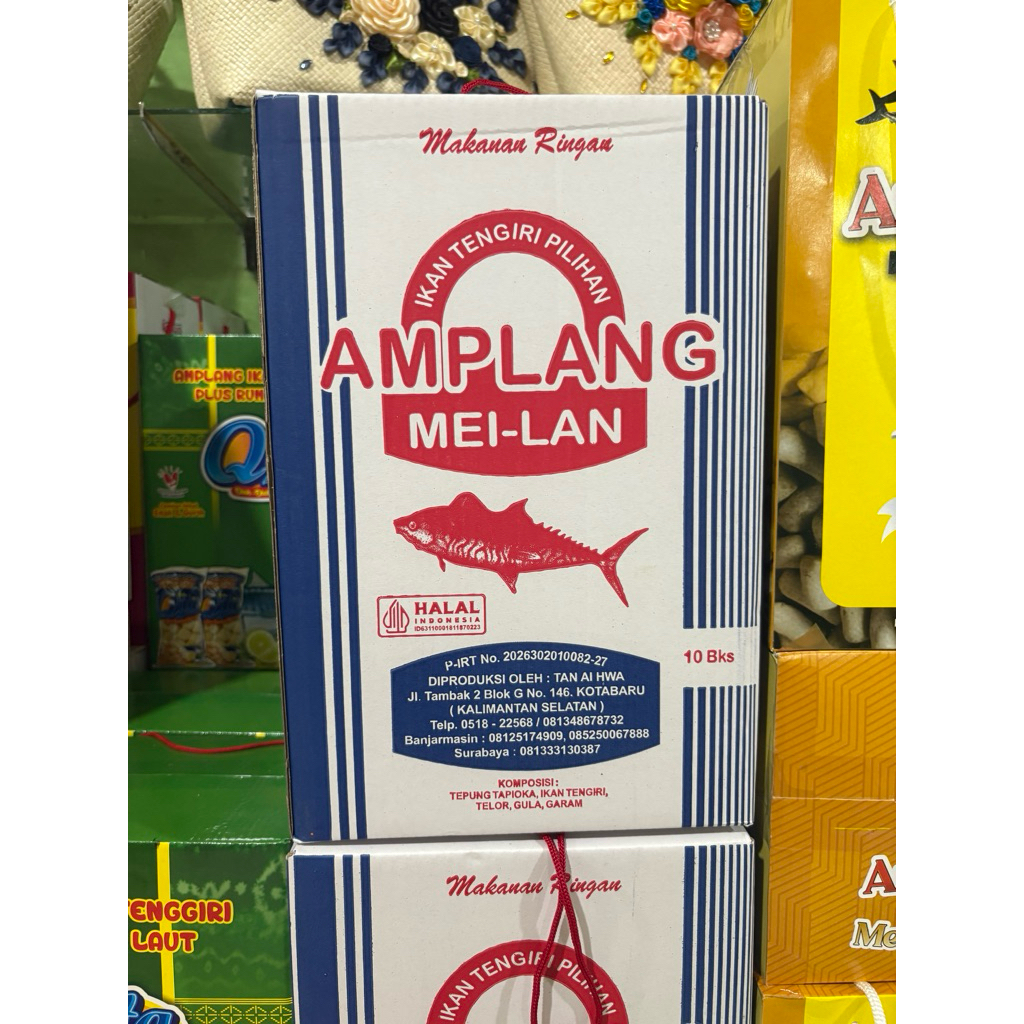 Makanan Ringan
IKAN TENGIRI PILIHAN
AMPLANG
MEI-LAN
HALAL
INDONESIA
ID63110001811870223
P-IRT No. 2026302010082-27
DIPRODUKSI OLEH : TAN AI HWA
Jl. Tambak 2 Blok G No. 146. KOTABARU
( KALIMANTAN SELATAN )
Telp. 0518 - 22568 / 081348678732
Banjarmasin : 08125174909, 085250067888
Surabaya : 081333130387
10 Bks
KOMPOSISI :
TEPUNG TAPIOKA, IKAN TENGIRI,
TELOR, GULA, GARAM
Makanan Ringan
IKAN TENGIRI PILIHAN
AMPLANG IK
PLUS RUM
ENGGIRI
LAUT
A
A
Me